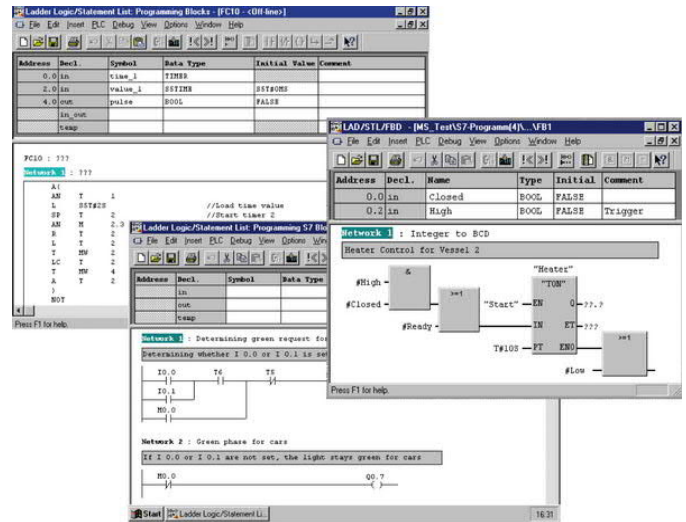 Ladder Logic/Statement List: Programming Blocks - [FC10 - <Off-line>]
File Edit Insert PLC Debug View Options Window Help
Address Decl. Symbol Data Type Initial Value Comment
0.0 in time_1 TIMER
2.0 in value_1 S5TIME S5T#0MS
4.0 out pulse BOOL FALSE
in_out
temp
FC10 : ???
Network 1 : ???
A(
AN T 1
L S5T#2S //Load time value
SP T 2 //Start timer 2
AN M 2.3
R T 2
L T 2
T MW 2
LC T 2
T MW 4
A T 2
)
NOT
Press F1 for help.
Ladder Logic/Statement List: Programming S7 Blo
File Edit Insert PLC Debug View Options Win
Address Decl. Symbol Data Type
in
out
temp
Network 1 : Determining green request for
Determining whether I 0.0 or I 0.1 is se
I0.0 T6 T5
I0.1
M0.0
Network 2 : Green phase for cars
If I 0.0 or I 0.1 are not set, the light stays green for cars
M0.0 Q0.7
Start Ladder Logic/Statement Li... 16:31
LAD/STL/FBD - [MS_Test\S7-Programm(4)\...\FB1
File Edit Insert PLC Debug View Options Window Help
Address Decl. Name Type Initial Comment
0.0 in Closed BOOL FALSE
0.2 in High BOOL FALSE Trigger
Network 1 : Integer to BCD
Heater Control for Vessel 2
"Heater"
& "TON"
#High
>=1
#Closed "Start" EN Q ??.?
#Ready IN ET ???
>=1
T#10S PT ENO
#Low
Press F1 for help.